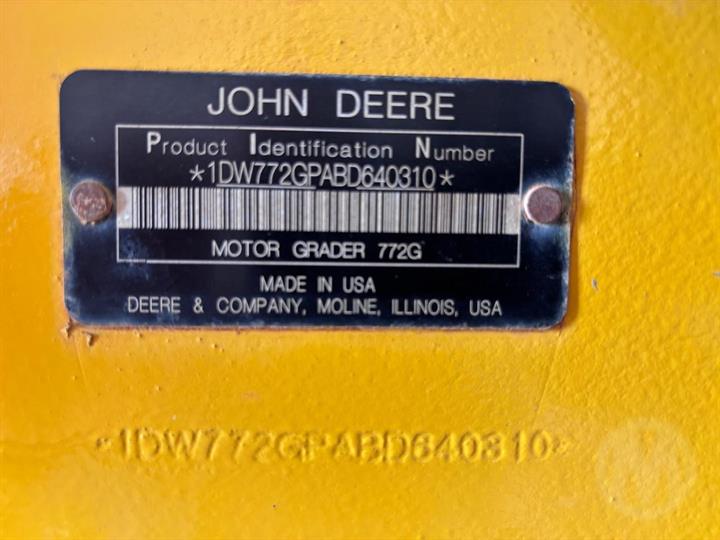 JOHN DEERE
Product Identification Number
*1DW772GPABD640310*
MOTOR GRADER 772G
MADE IN USA
DEERE & COMPANY, MOLINE, ILLINOIS, USA
*1DW772GPABD640310*